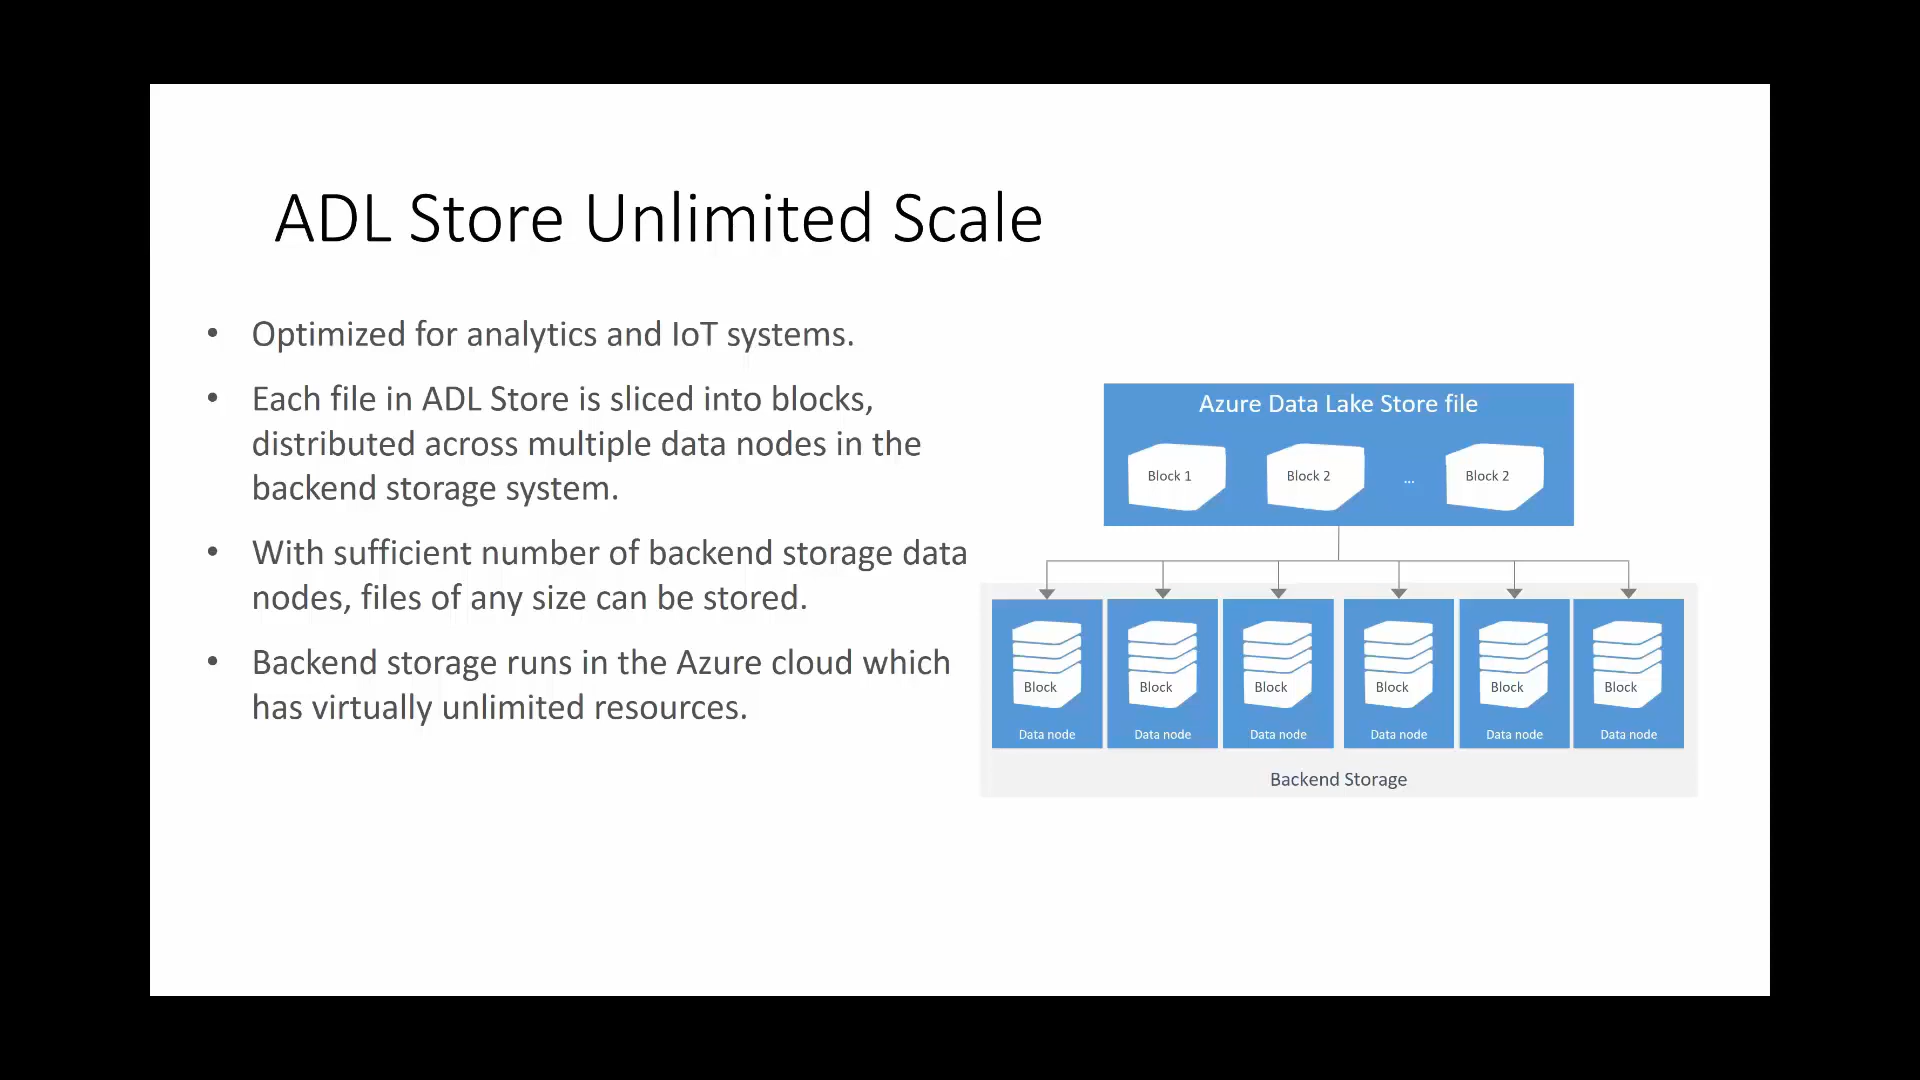 ADL Store Unlimited Scale
• Optimized for analytics and IoT systems.
• Each file in ADL Store is sliced into blocks,
distributed across multiple data nodes in the
backend storage system.
• With sufficient number of backend storage data
nodes, files of any size can be stored.
• Backend storage runs in the Azure cloud which
has virtually unlimited resources.
Azure Data Lake Store file
Block 1 Block 2 ... Block 2
Block Block Block Block Block Block
Data node Data node Data node Data node Data node Data node
Backend Storage